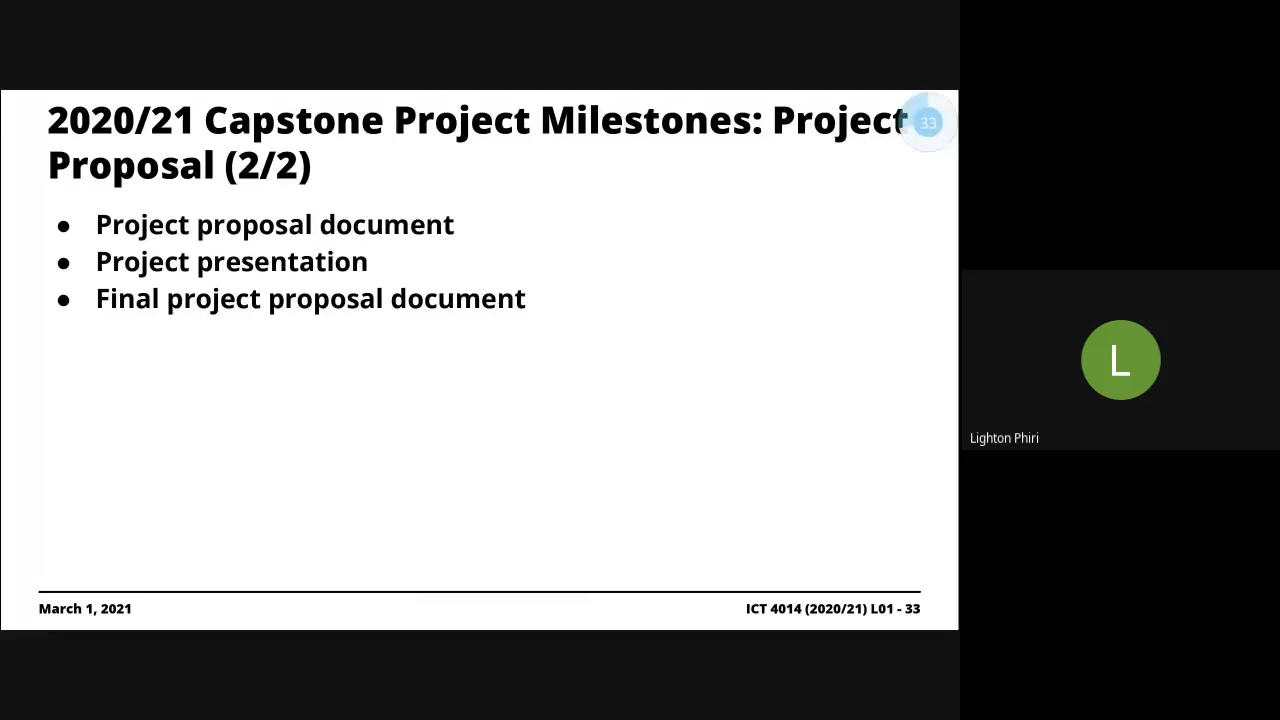 2020/21 Capstone Project Milestones: Project
33
Proposal (2/2)
● Project proposal document
● Project presentation
● Final project proposal document
L
Lighton Phiri
March 1, 2021
ICT 4014 (2020/21) L01 - 33